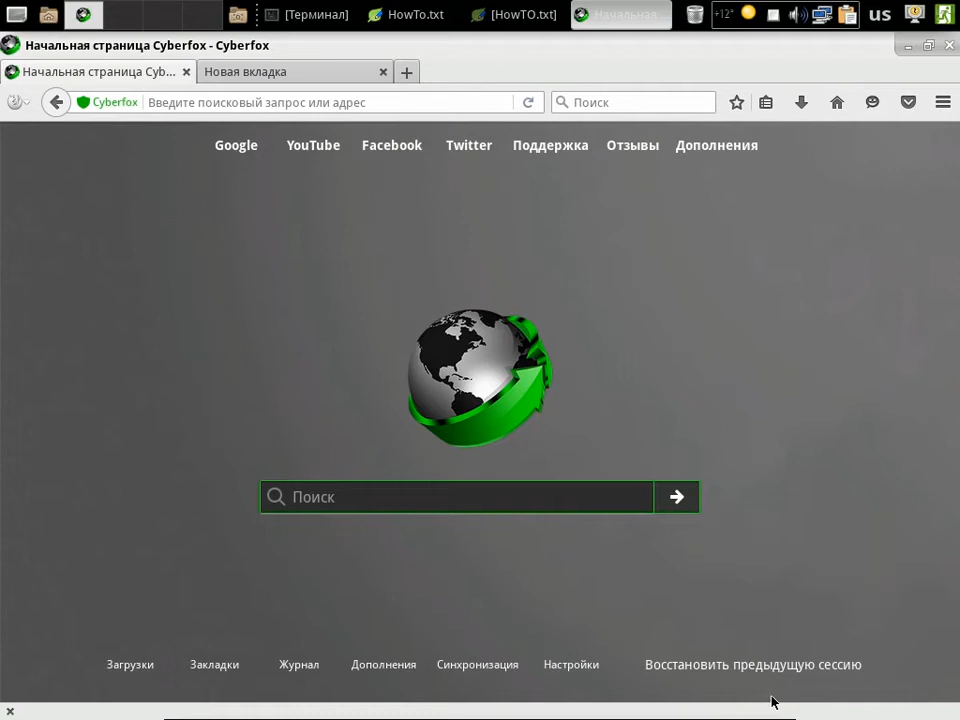 [Терминал] HowTo.txt [HowTO.txt] Начальная ... +12° us
Начальная страница Cyberfox - Cyberfox
Начальная страница Cyb... Новая вкладка
Cyberfox Введите поисковый запрос или адрес Поиск
Google YouTube Facebook Twitter Поддержка Отзывы Дополнения
Поиск
Загрузки Закладки Журнал Дополнения Синхронизация Настройки Восстановить предыдущую сессию